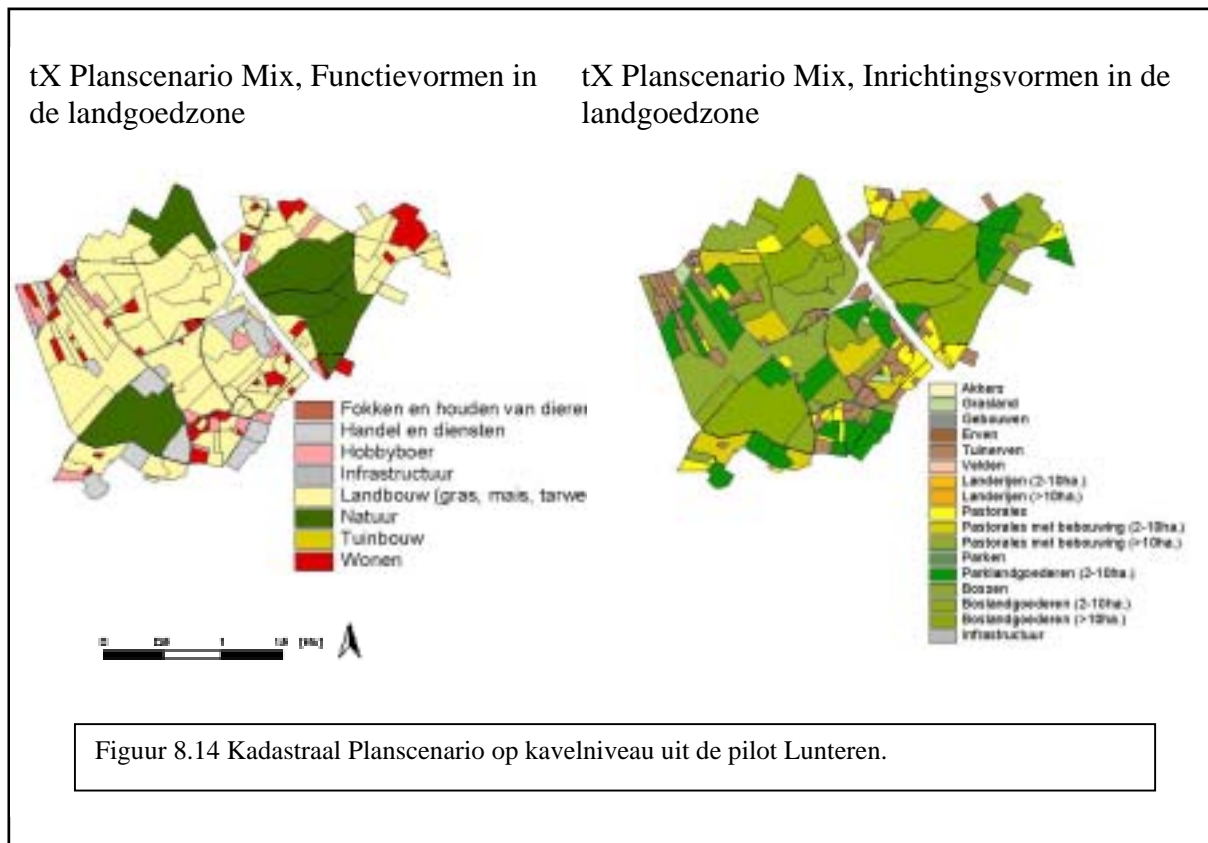 tX Planscenario Mix, Functievormen in
de landgoedzone
tX Planscenario Mix, Inrichtingsvormen in de
landgoedzone
Fokken en houden van dieren
Handel en diensten
Hobbyboer
Infrastructuur
Landbouw (gras, mais, tarwe
Natuur
Tuinbouw
Wonen
Akkers
Grasland
Gebouwen
Erven
Tuinerven
Velden
Landerijen (2-10ha.)
Landerijen (>10ha.)
Pastorales
Pastorales met bebouwing (2-10ha.)
Pastorales met bebouwing (>10ha.)
Parken
Parklandgoederen (2-10ha.)
Bossen
Boslandgoederen (2-10ha.)
Boslandgoederen (>10ha.)
Infrastructuur
Figuur 8.14 Kadastraal Planscenario op kavelniveau uit de pilot Lunteren.